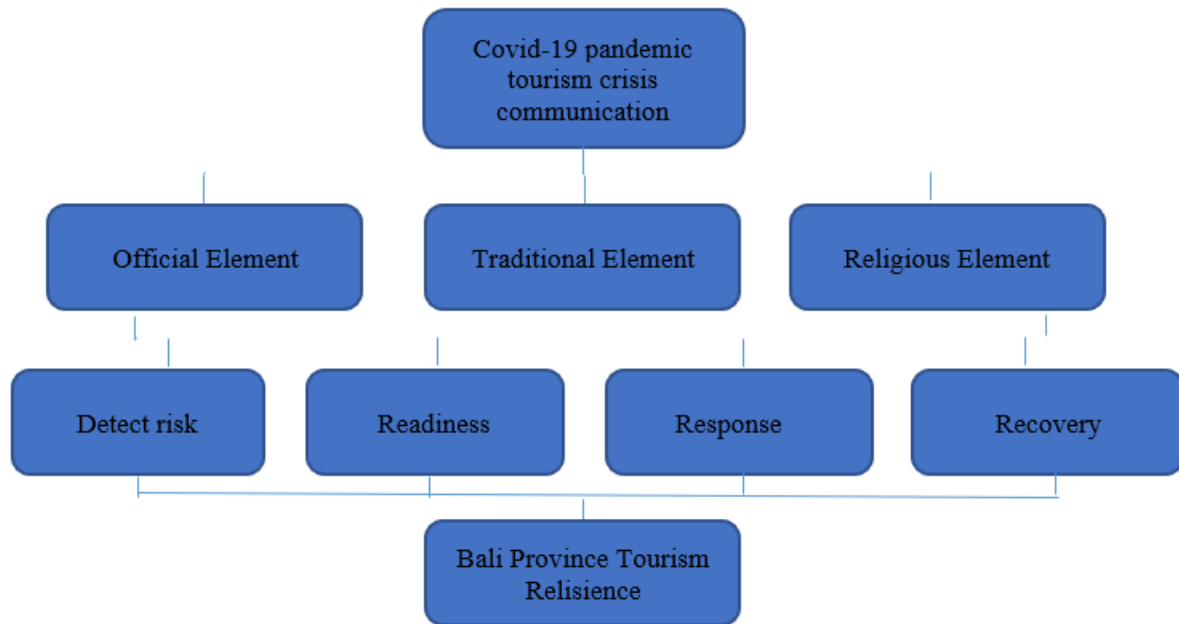 Covid-19 pandemic
tourism crisis
communication
Official Element
Traditional Element
Religious Element
Detect risk
Readiness
Response
Recovery
Bali Province Tourism
Relisience